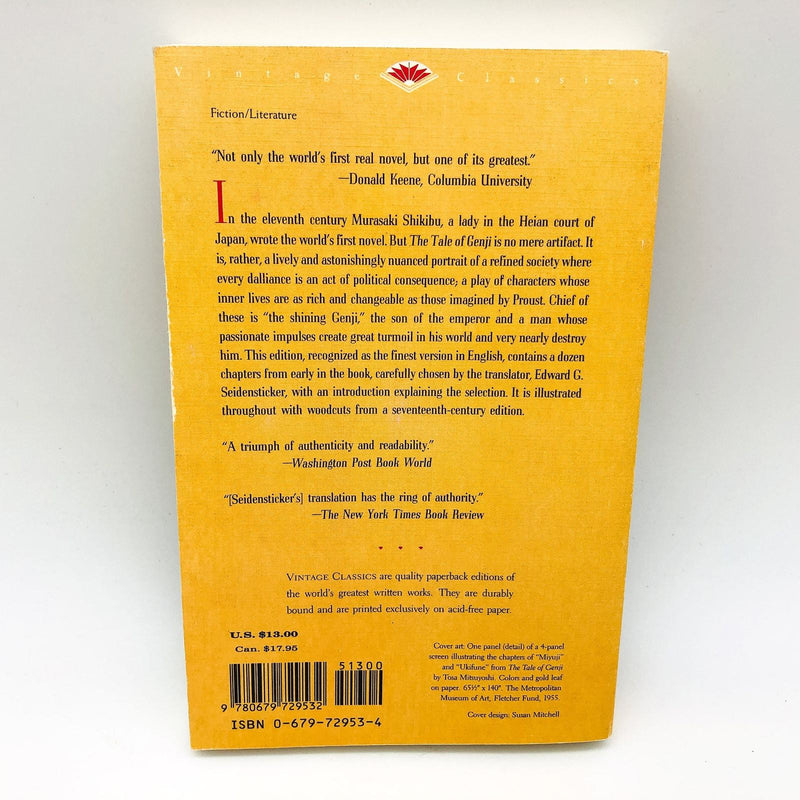 Vintage Classics
Fiction/Literature
“Not only the world's first real novel, but one of its greatest.”
—Donald Keene, Columbia University
In the eleventh century Murasaki Shikibu, a lady in the Heian court of
Japan, wrote the world's first novel. But The Tale of Genji is no mere artifact. It
is, rather, a lively and astonishingly nuanced portrait of a refined society where
every dalliance is an act of political consequence; a play of characters whose
inner lives are as rich and changeable as those imagined by Proust. Chief of
these is “the shining Genji,” the son of the emperor and a man whose
passionate impulses create great turmoil in his world and very nearly destroy
him. This edition, recognized as the finest version in English, contains a dozen
chapters from early in the book, carefully chosen by the translator, Edward G.
Seidensticker, with an introduction explaining the selection. It is illustrated
throughout with woodcuts from a seventeenth-century edition.
“A triumph of authenticity and readability.”
—Washington Post Book World
“[Seidensticker's] translation has the ring of authority.”
—The New York Times Book Review
VINTAGE CLASSICS are quality paperback editions of
the world's greatest written works. They are durably
bound and are printed exclusively on acid-free paper.
U.S. $13.00
Can. $17.95
51300
9 780679 729532
ISBN 0-679-72953-4
Cover art: One panel (detail) of a 4-panel
screen illustrating the chapters of “Miyuji”
and “Ukifune” from The Tale of Genji
by Tosa Mitsuyoshi. Colors and gold leaf
on paper. 65½" x 140". The Metropolitan
Museum of Art, Fletcher Fund, 1955.
Cover design: Susan Mitchell